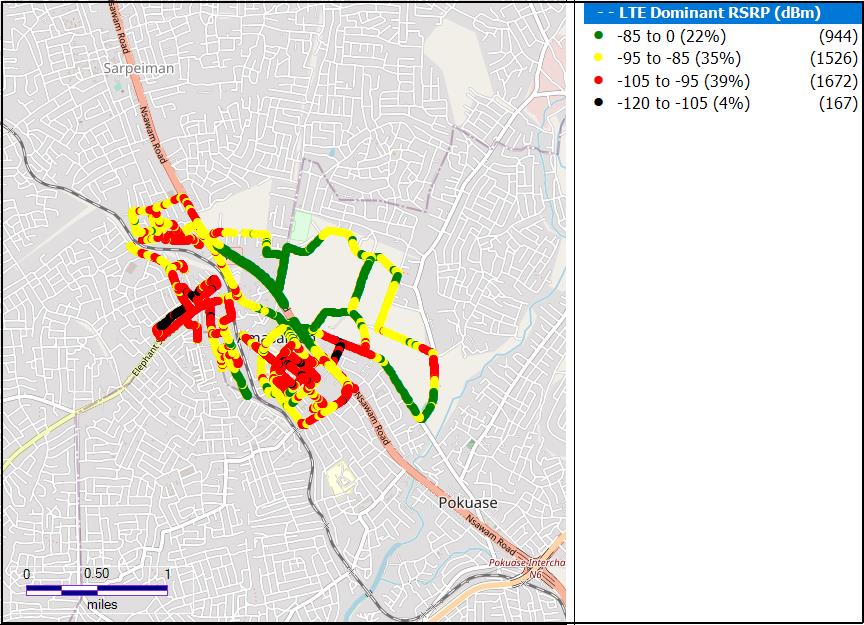 - - LTE Dominant RSRP (dBm)
-85 to 0 (22%) (944)
-95 to -85 (35%) (1526)
-105 to -95 (39%) (1672)
-120 to -105 (4%) (167)
Nsawam Road
Sarpeiman
Nsawam Road
Elephant
Nsawam Road
Pokuase
Nsawam Road
Pokuase Intercha
N6
0 0.50 1
miles